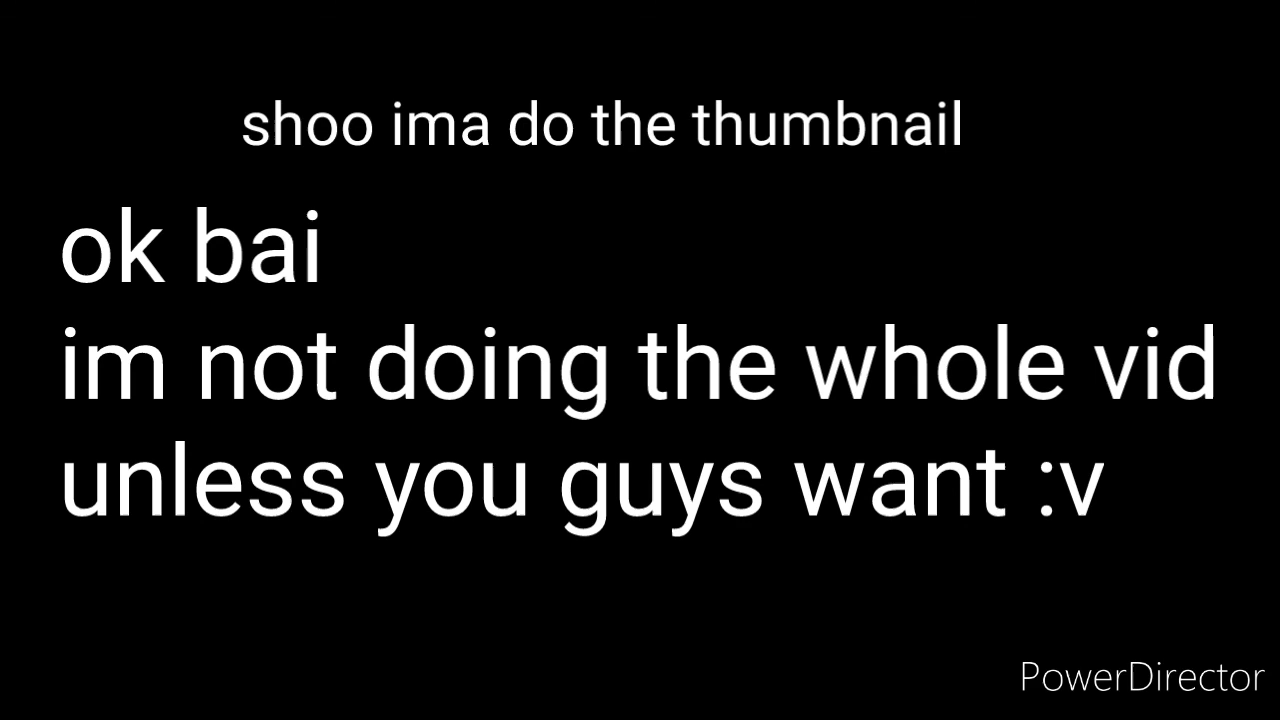 shoo ima do the thumbnail
ok bai
im not doing the whole vid
unless you guys want :v
PowerDirector